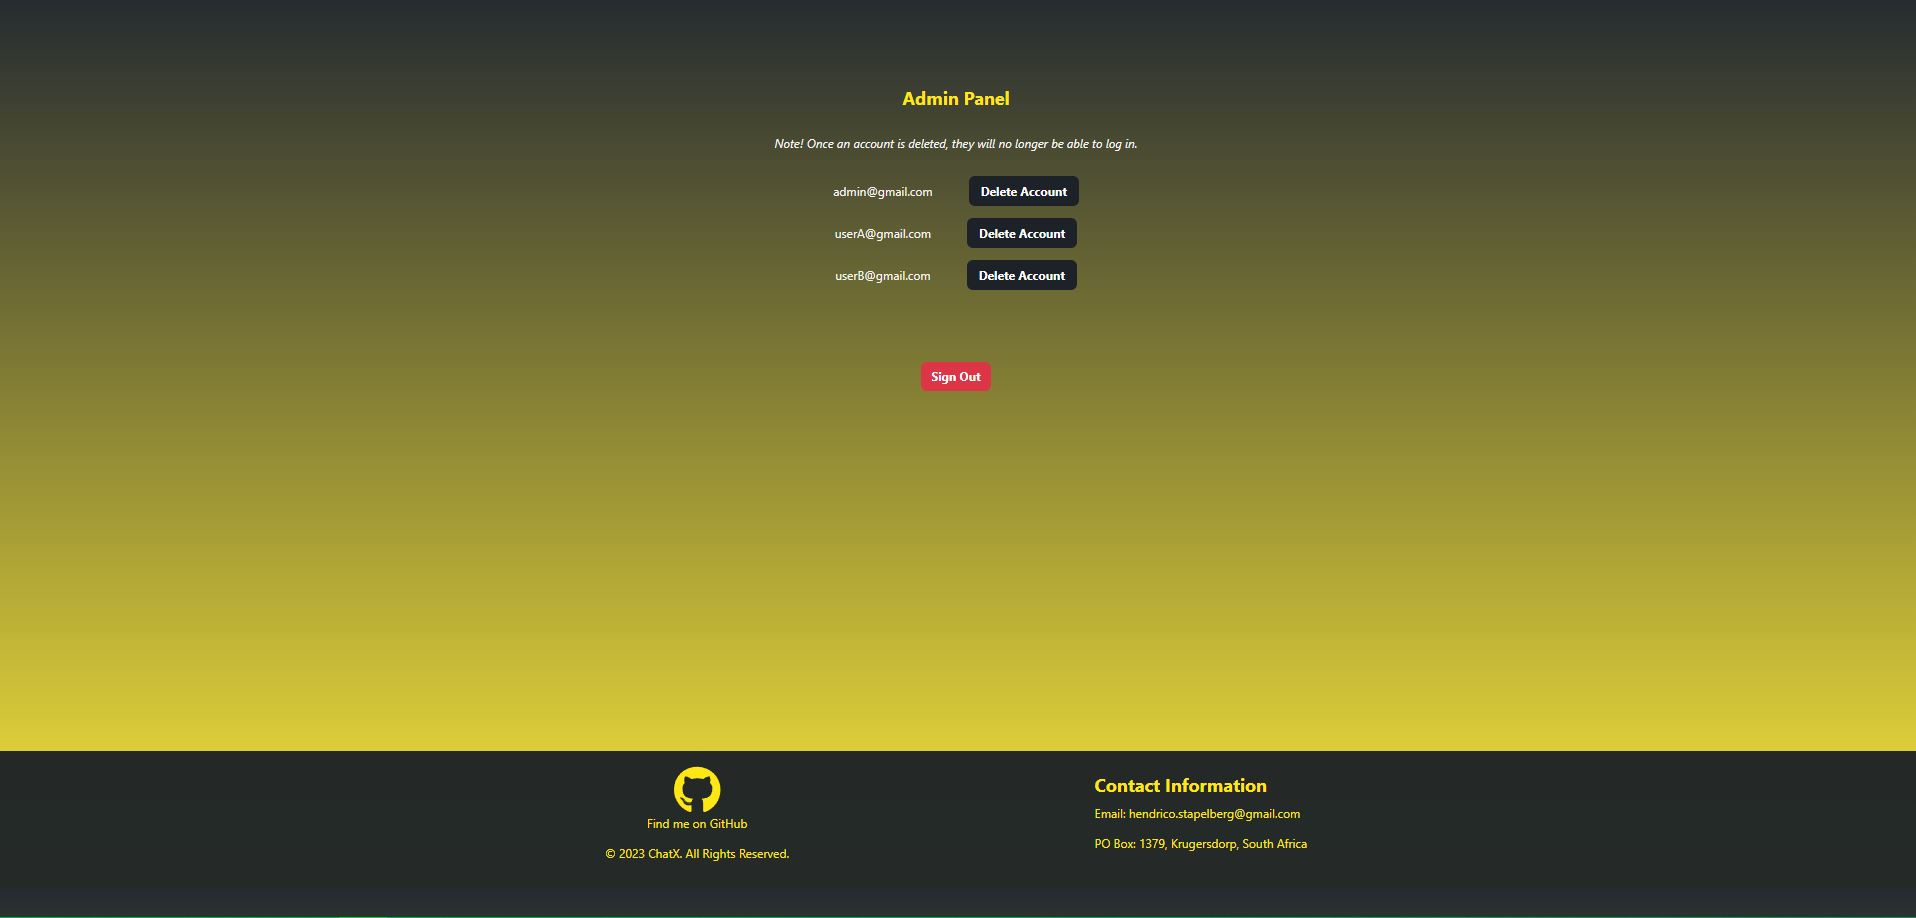 Admin Panel
Note! Once an account is deleted, they will no longer be able to log in.
admin@gmail.com Delete Account
userA@gmail.com Delete Account
userB@gmail.com Delete Account
Sign Out
Find me on GitHub
© 2023 ChatX. All Rights Reserved.
Contact Information
Email: hendrico.stapelberg@gmail.com
PO Box: 1379, Krugersdorp, South Africa